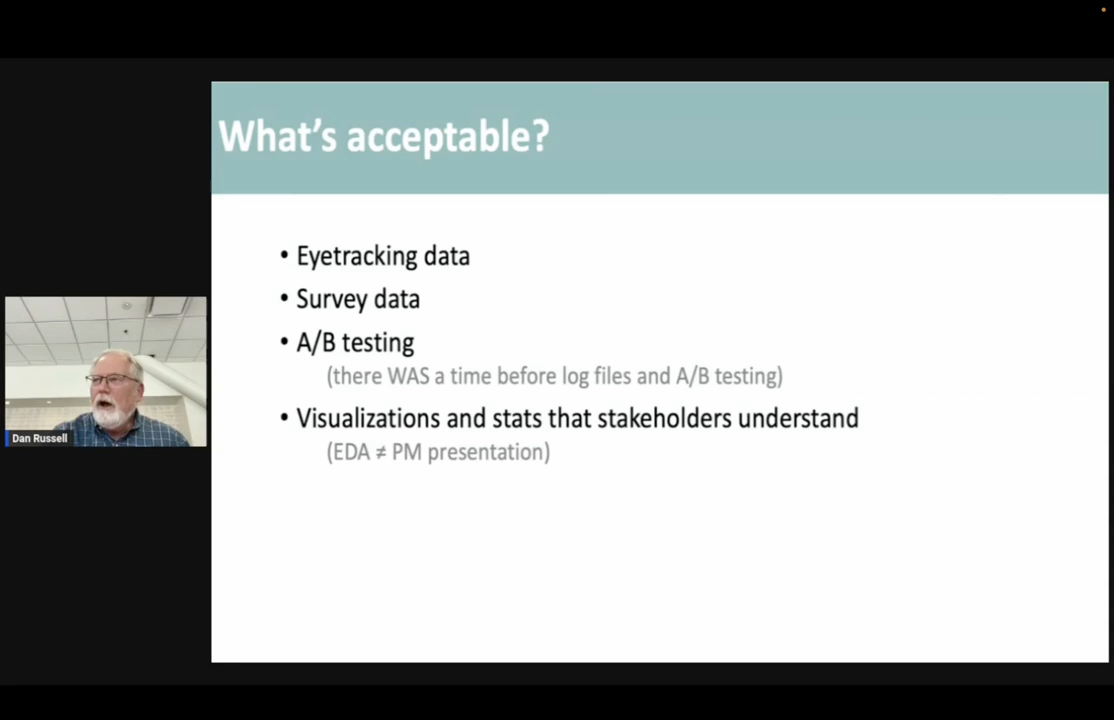 What's acceptable?
• Eyetracking data
• Survey data
• A/B testing
(there WAS a time before log files and A/B testing)
• Visualizations and stats that stakeholders understand
(EDA ≠ PM presentation)
Dan Russell